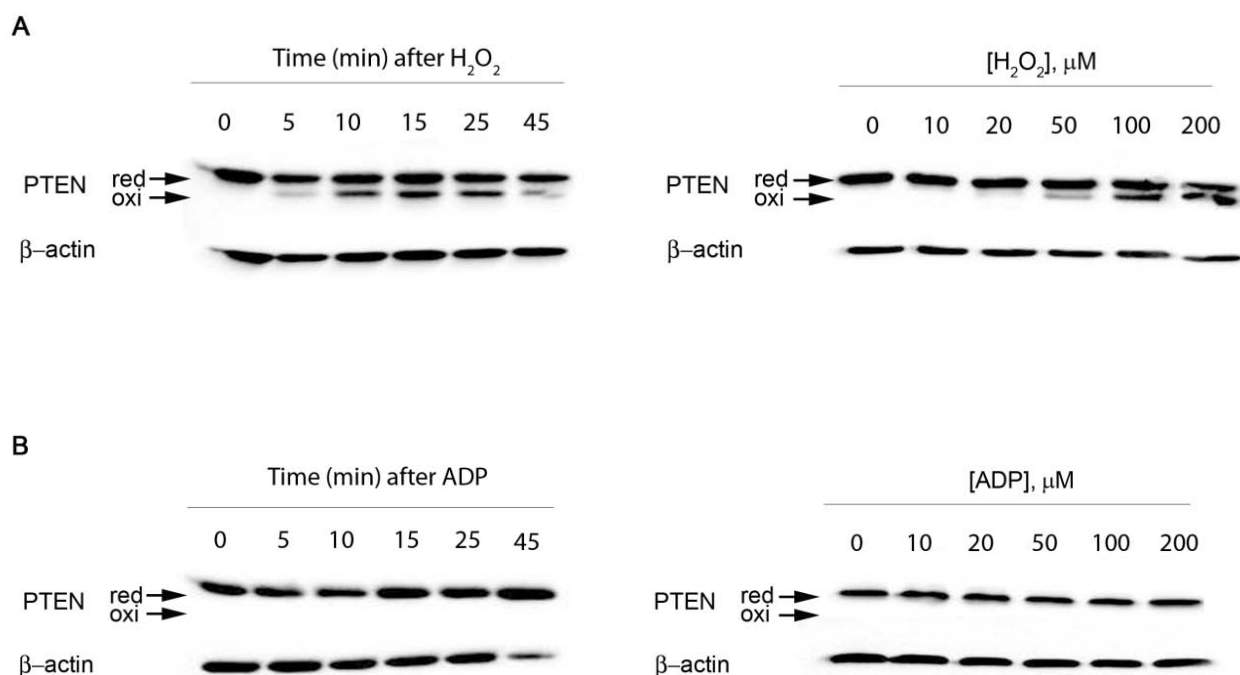 A
Time (min) after H₂O₂
0 5 10 15 25 45
PTEN red
oxi
β–actin
[H₂O₂], μM
0 10 20 50 100 200
PTEN red
oxi
β–actin
B
Time (min) after ADP
0 5 10 15 25 45
PTEN red
oxi
β–actin
[ADP], μM
0 10 20 50 100 200
PTEN red
oxi
β–actin